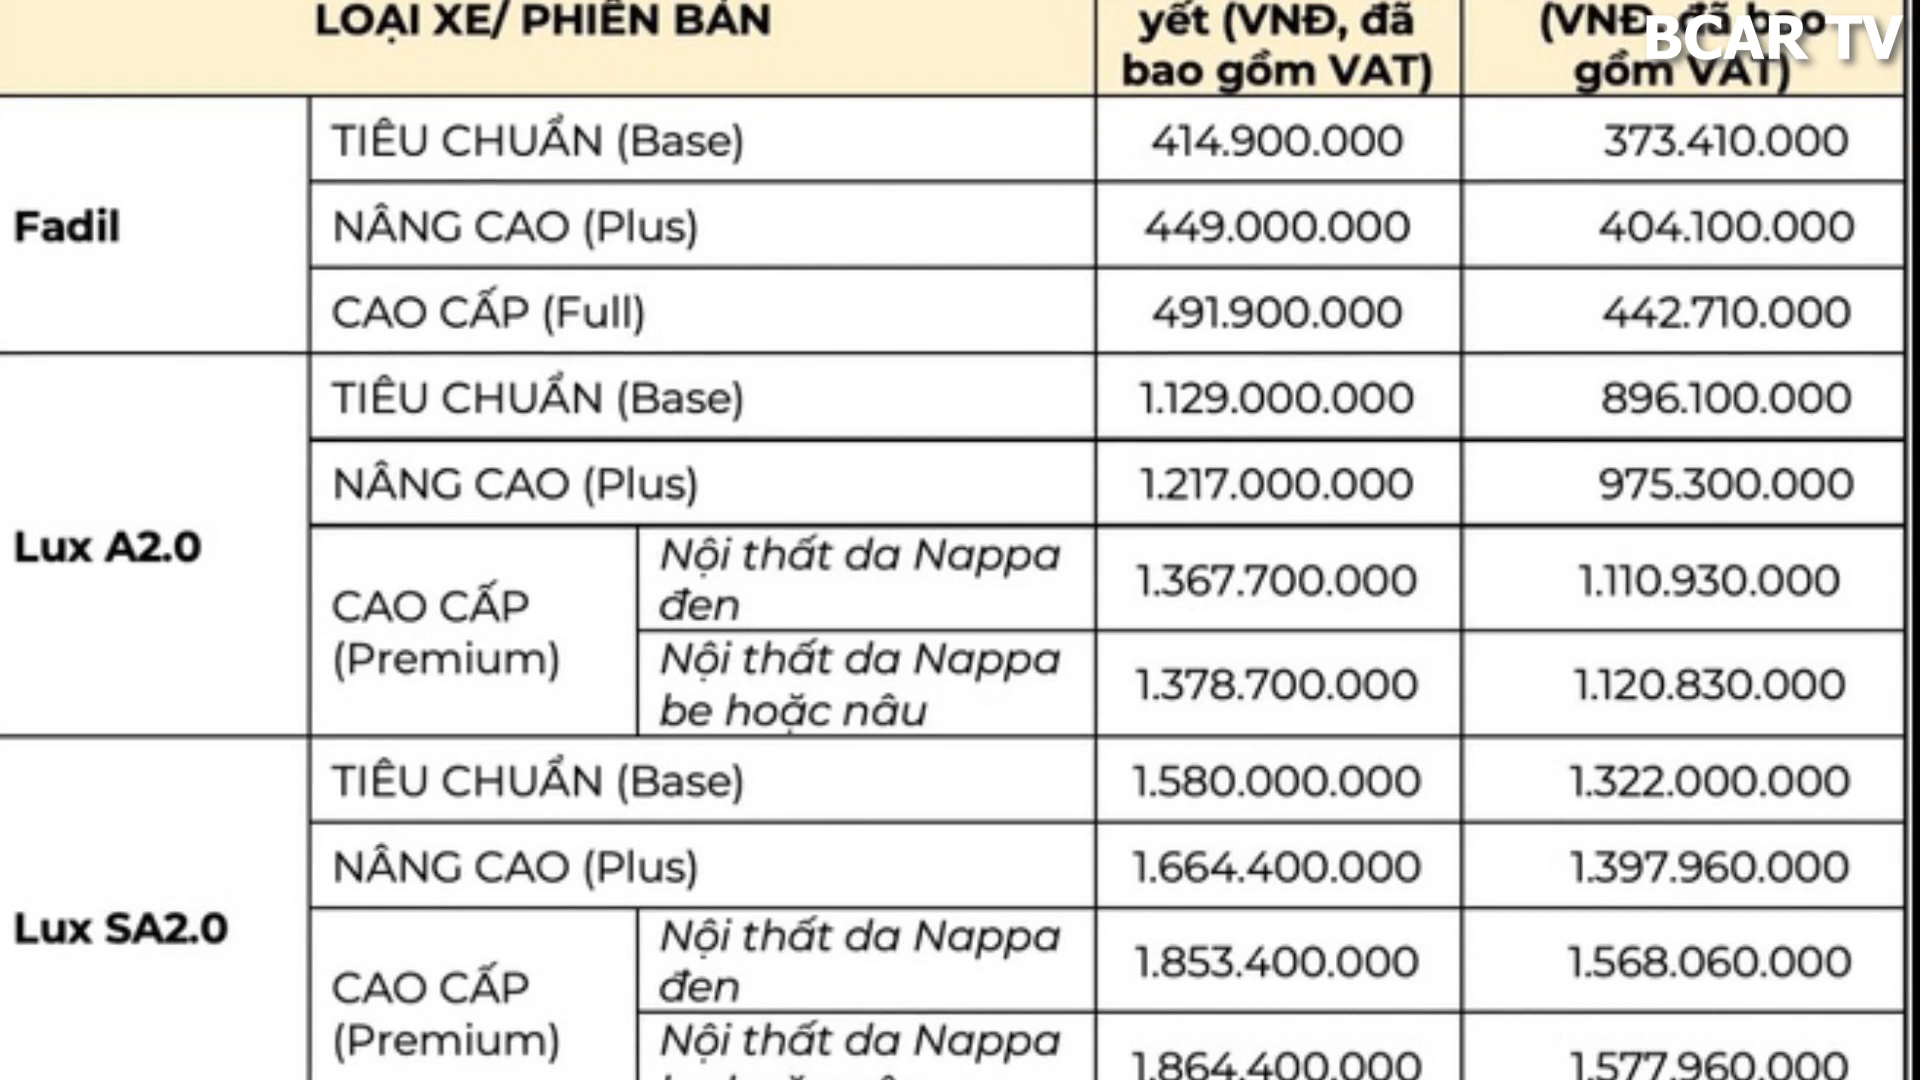 LOẠI XE/ PHIÊN BẢN
yết (VNĐ, đã
bao gồm VAT)
(VNĐ, đã bao
gồm VAT)
BCAR TV
Fadil
TIÊU CHUẨN (Base)
414.900.000
373.410.000
NÂNG CAO (Plus)
449.000.000
404.100.000
CAO CẤP (Full)
491.900.000
442.710.000
Lux A2.0
TIÊU CHUẨN (Base)
1.129.000.000
896.100.000
NÂNG CAO (Plus)
1.217.000.000
975.300.000
CAO CẤP
(Premium)
Nội thất da Nappa
đen
1.367.700.000
1.110.930.000
Nội thất da Nappa
be hoặc nâu
1.378.700.000
1.120.830.000
Lux SA2.0
TIÊU CHUẨN (Base)
1.580.000.000
1.322.000.000
NÂNG CAO (Plus)
1.664.400.000
1.397.960.000
CAO CẤP
(Premium)
Nội thất da Nappa
đen
1.853.400.000
1.568.060.000
Nội thất da Nappa
1.864.400.000
1.577.960.000